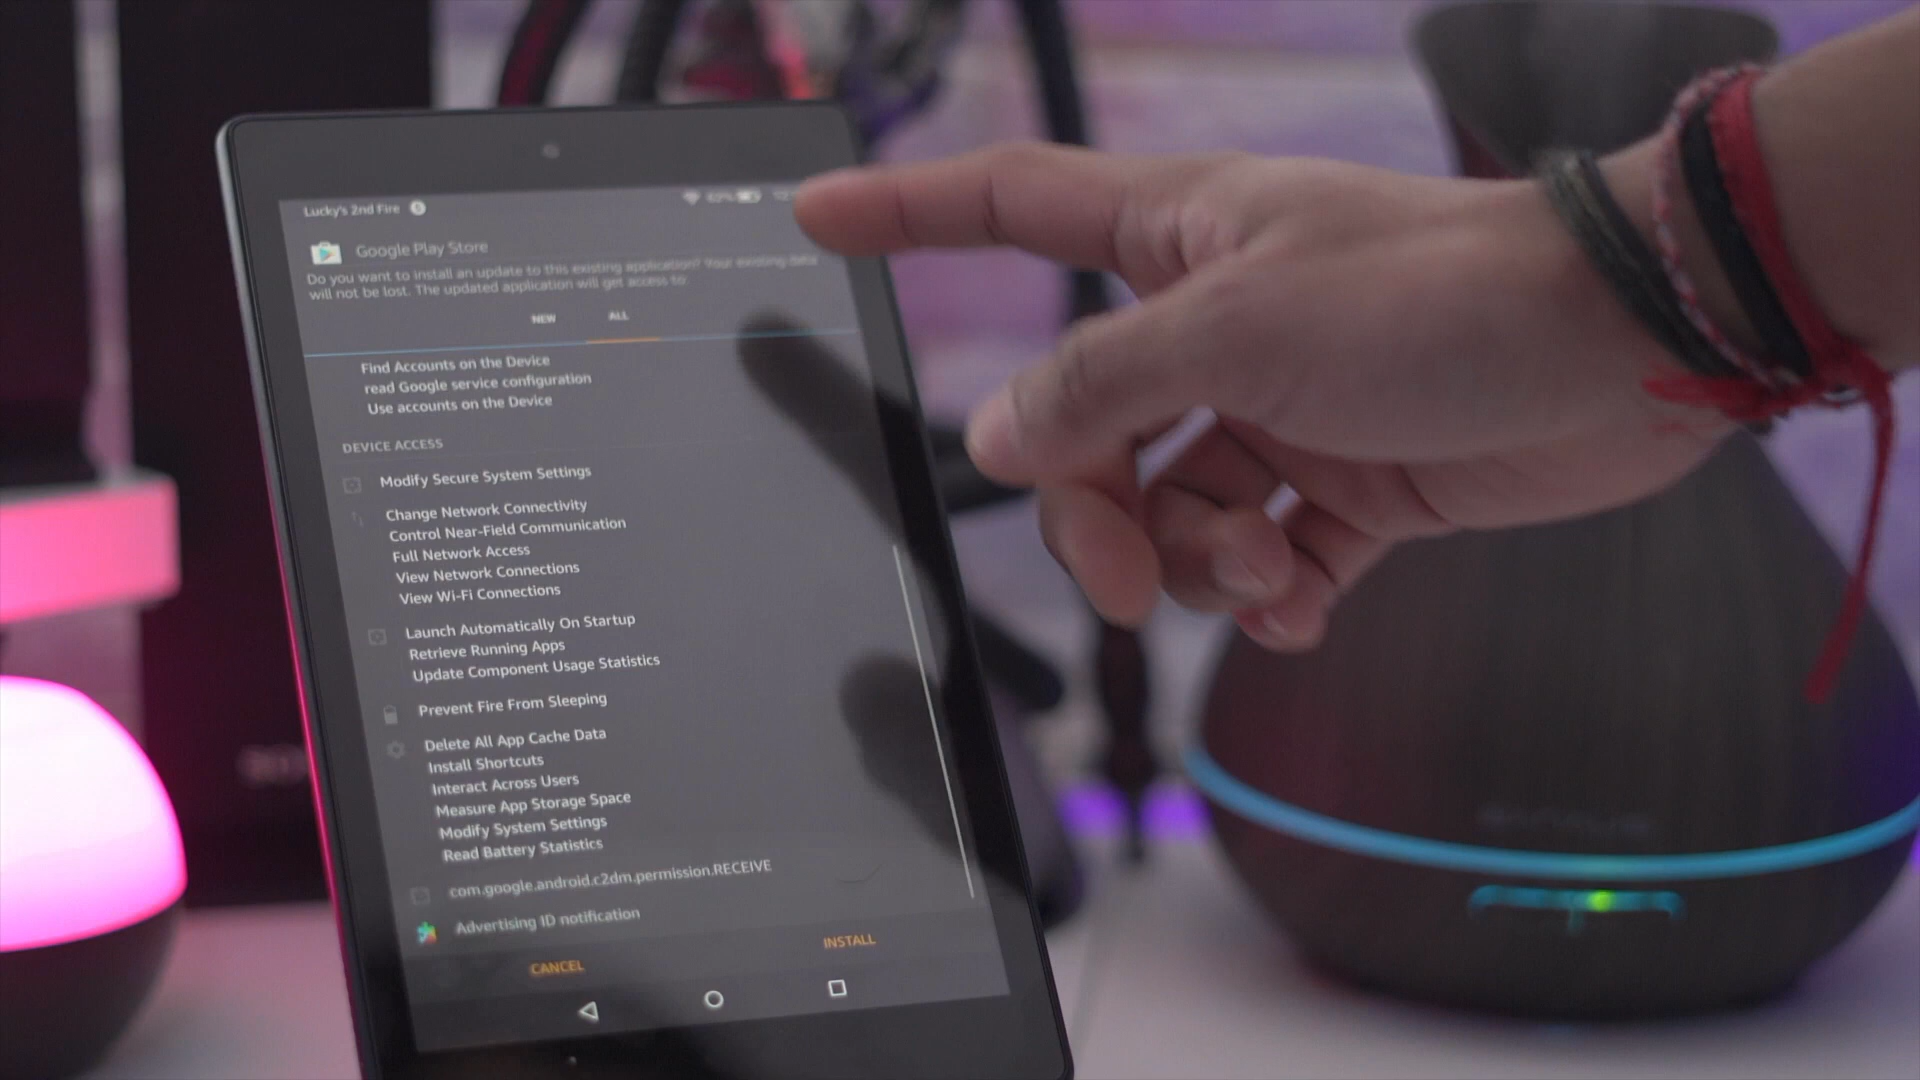 Lucky's 2nd Fire
Google Play Store
Do you want to install an update to this existing application? Your existing data
will not be lost. The updated application will get access to:
NEW ALL
Find Accounts on the Device
read Google service configuration
Use accounts on the Device
DEVICE ACCESS
Modify Secure System Settings
Change Network Connectivity
Control Near-Field Communication
Full Network Access
View Network Connections
View Wi-Fi Connections
Launch Automatically On Startup
Retrieve Running Apps
Update Component Usage Statistics
Prevent Fire From Sleeping
Delete All App Cache Data
Install Shortcuts
Interact Across Users
Measure App Storage Space
Modify System Settings
Read Battery Statistics
com.google.android.c2dm.permission.RECEIVE
Advertising ID notification
CANCEL INSTALL